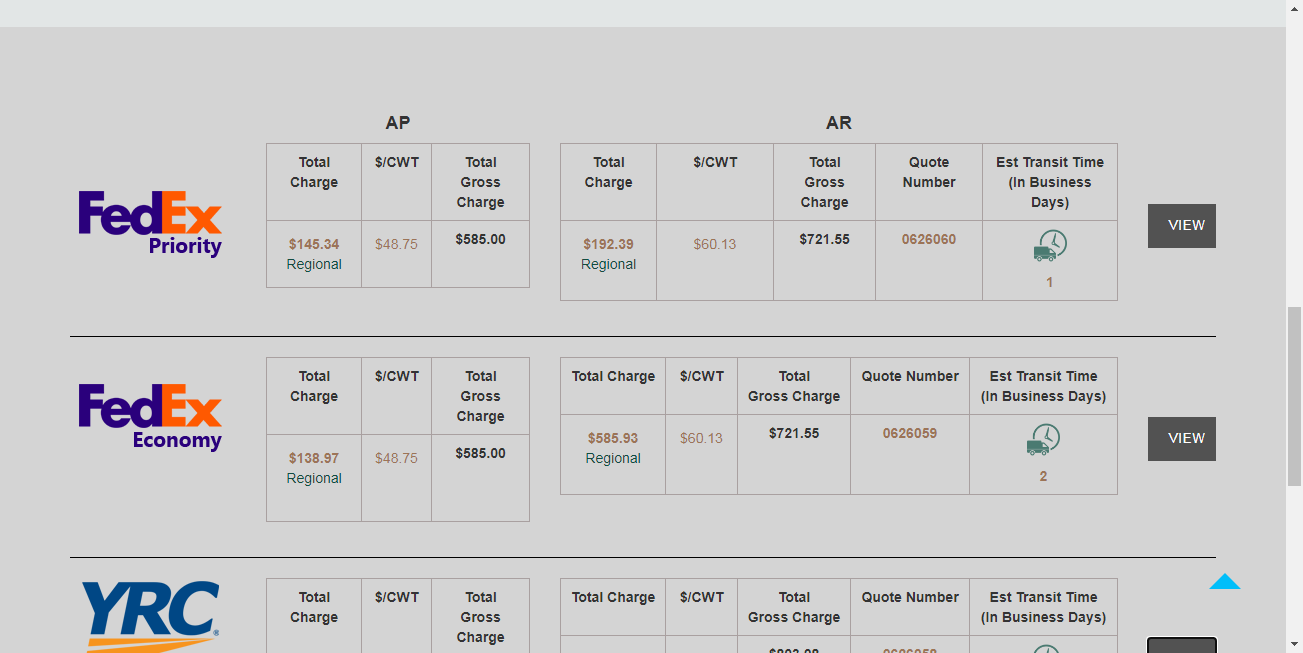 AP
AR
Total
Charge
$/CWT
Total
Gross
Charge
Total
Charge
$/CWT
Total
Gross
Charge
Quote
Number
Est Transit Time
(In Business
Days)
FedEx
Priority
$145.34
Regional
$48.75
$585.00
$192.39
Regional
$60.13
$721.55
0626060
1
VIEW
Total
Charge
$/CWT
Total
Gross
Charge
Total Charge
$/CWT
Total
Gross Charge
Quote Number
Est Transit Time
(In Business Days)
FedEx
Economy
$138.97
Regional
$48.75
$585.00
$585.93
Regional
$60.13
$721.55
0626059
2
VIEW
YRC
Total
Charge
$/CWT
Total
Gross
Charge
Total Charge
$/CWT
Total
Gross Charge
Quote Number
Est Transit Time
(In Business Days)